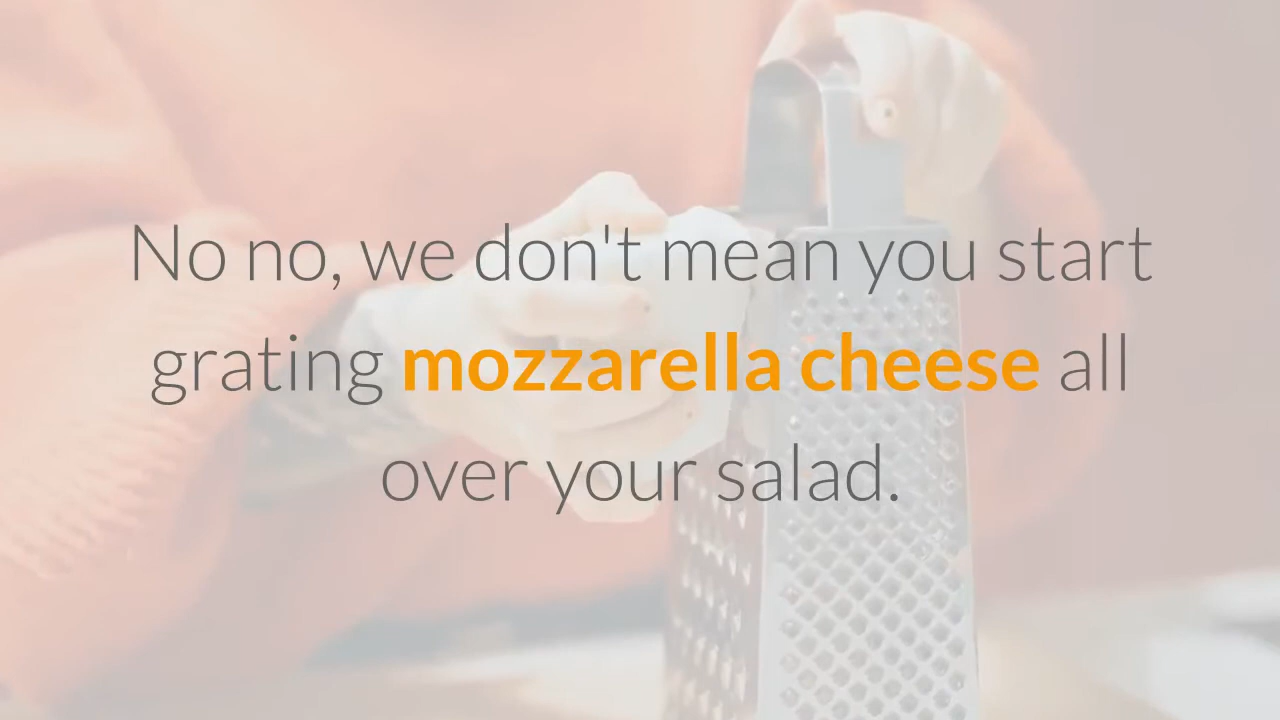 No no, we don't mean you start
grating mozzarella cheese all
over your salad.